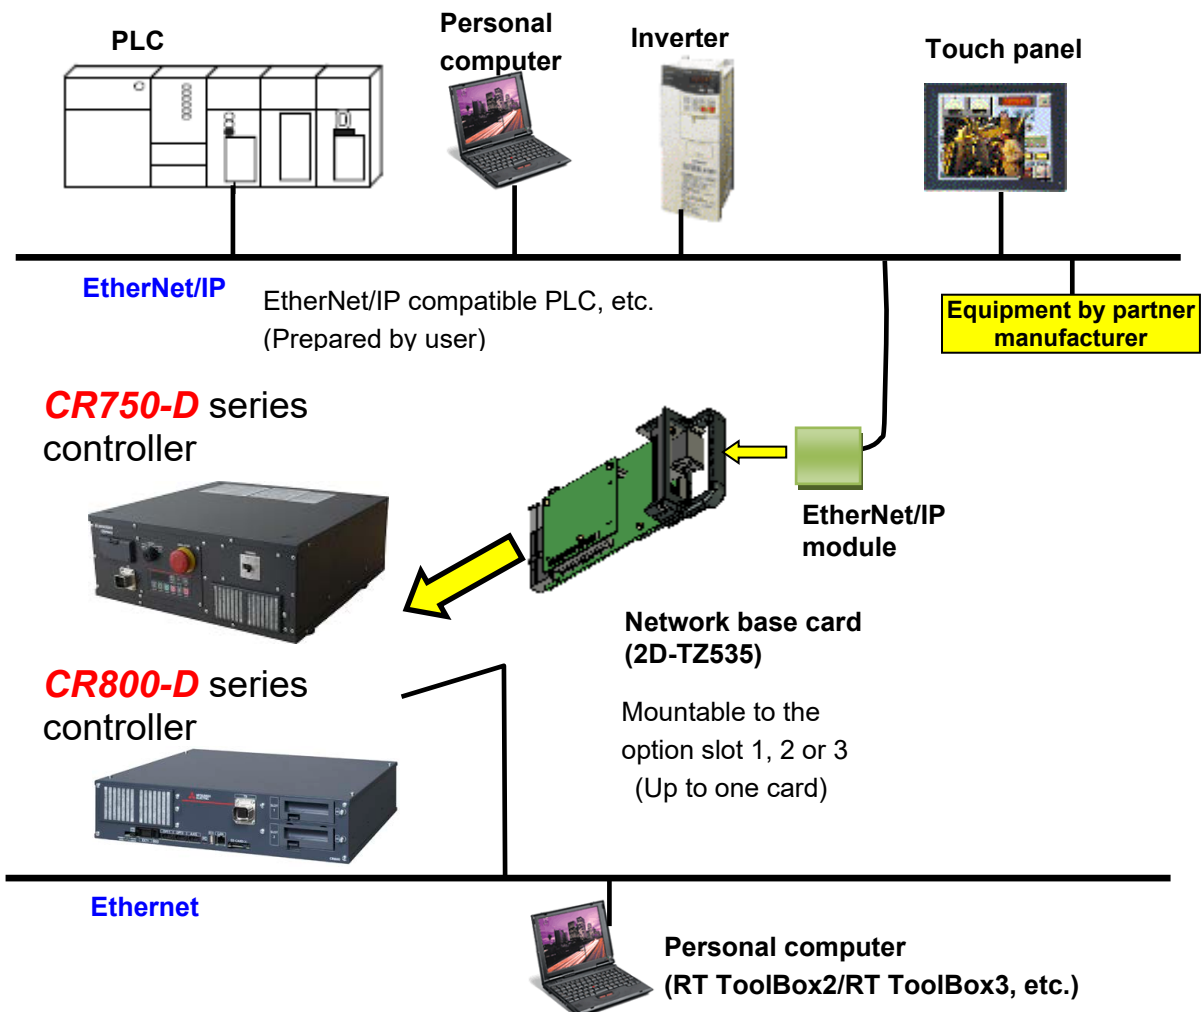 PLC
Personal
computer
Inverter
Touch panel
EtherNet/IP
EtherNet/IP compatible PLC, etc.
(Prepared by user)
Equipment by partner
manufacturer
CR750-D series
controller
EtherNet/IP
module
Network base card
(2D-TZ535)
CR800-D series
controller
Mountable to the
option slot 1, 2 or 3
(Up to one card)
Ethernet
Personal computer
(RT ToolBox2/RT ToolBox3, etc.)